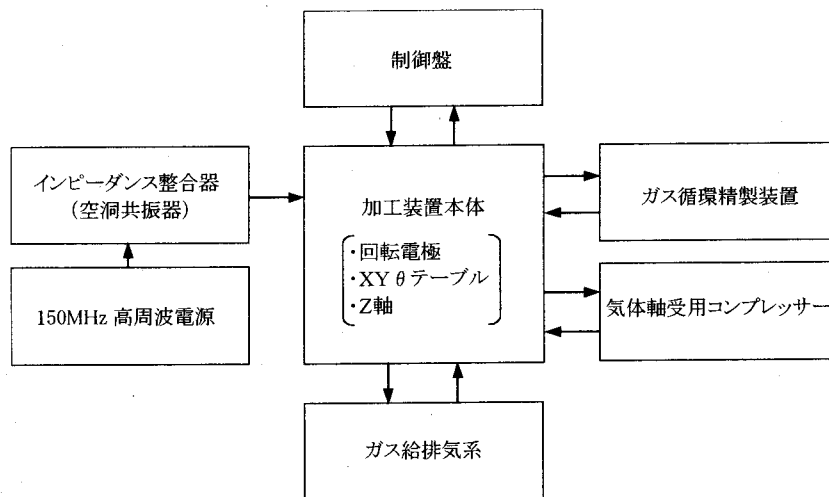 制御盤
インピーダンス整合器
(空洞共振器)
150MHz 高周波電源
加工装置本体
・回転電極
・XYθテーブル
・Z軸
ガス循環精製装置
気体軸受用コンプレッサー
ガス給排気系